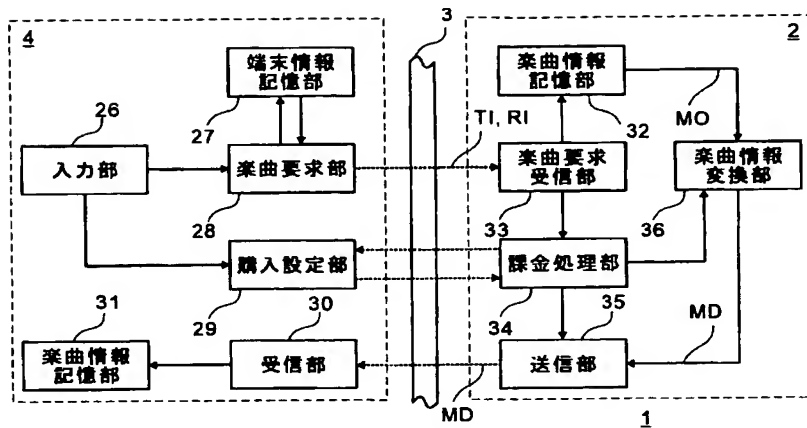 4
端末情報
記憶部
26
27
入力部
楽曲要求部
28
購入設定部
29
31
30
楽曲情報
記憶部
受信部
3
TI, RI
MD
2
楽曲情報
記憶部
32
MO
楽曲要求
受信部
33
楽曲情報
変換部
36
課金処理部
34
35
MD
送信部
1